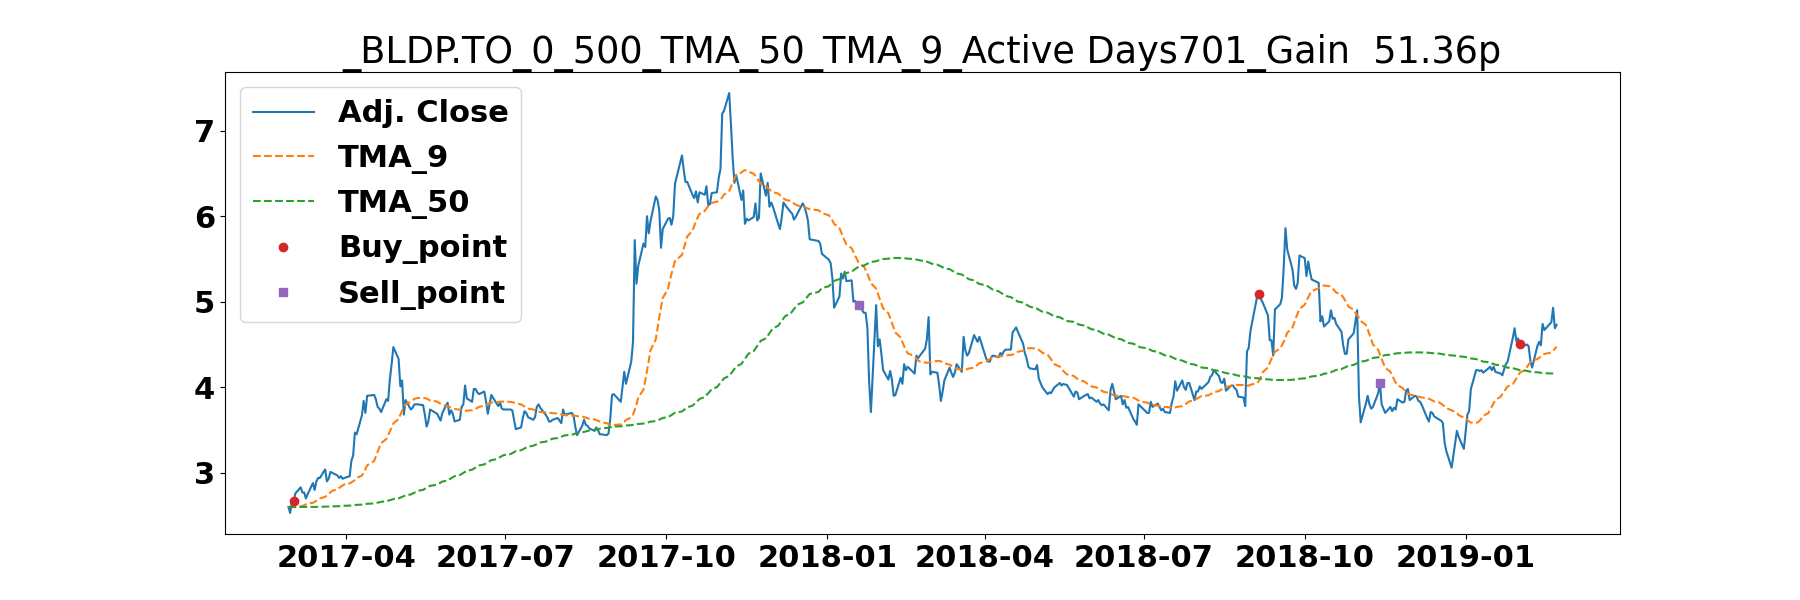 _BLDP.TO_0_500_TMA_50_TMA_9_Active Days701_Gain  51.36p
Adj. Close
TMA_9
TMA_50
Buy_point
Sell_point
7
6
5
4
3
2017-04 2017-07 2017-10 2018-01 2018-04 2018-07 2018-10 2019-01